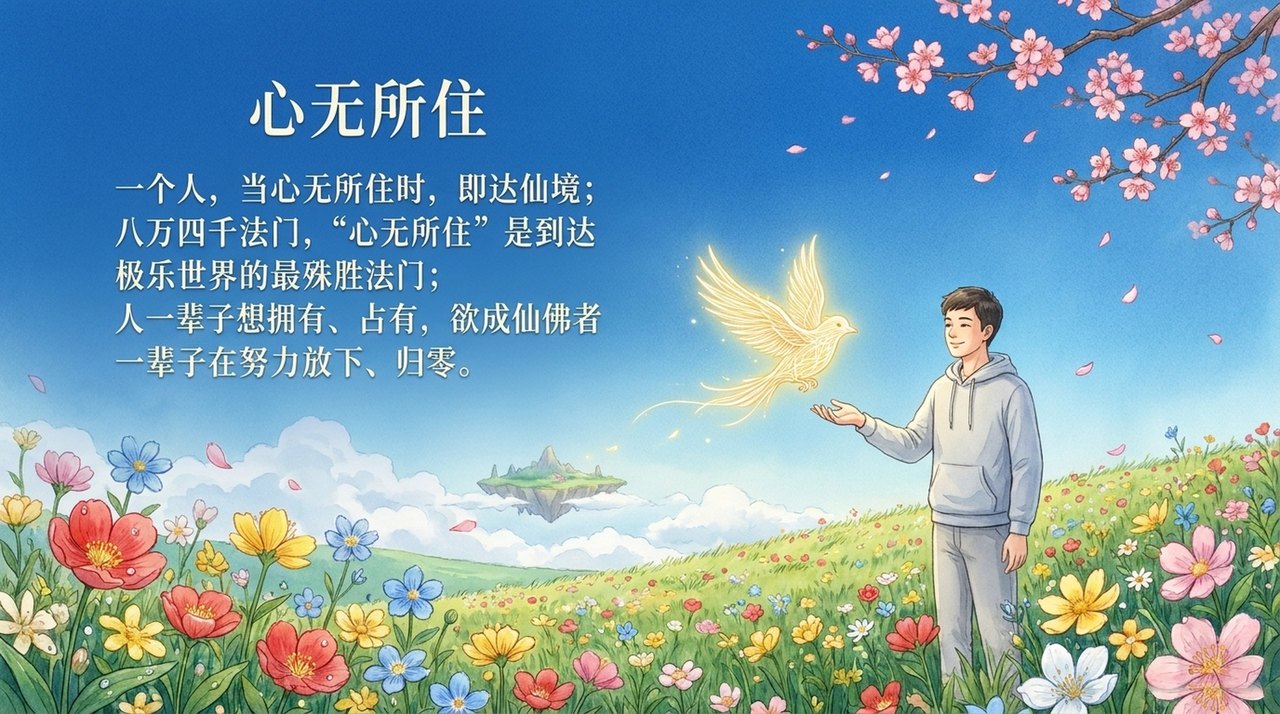 心无所住
一个人，当心无所住时，即达仙境；
八万四千法门，“心无所住”是到达
极乐世界的最殊胜法门；
人一辈子想拥有、占有，欲成仙佛者
一辈子在努力放下、归零。